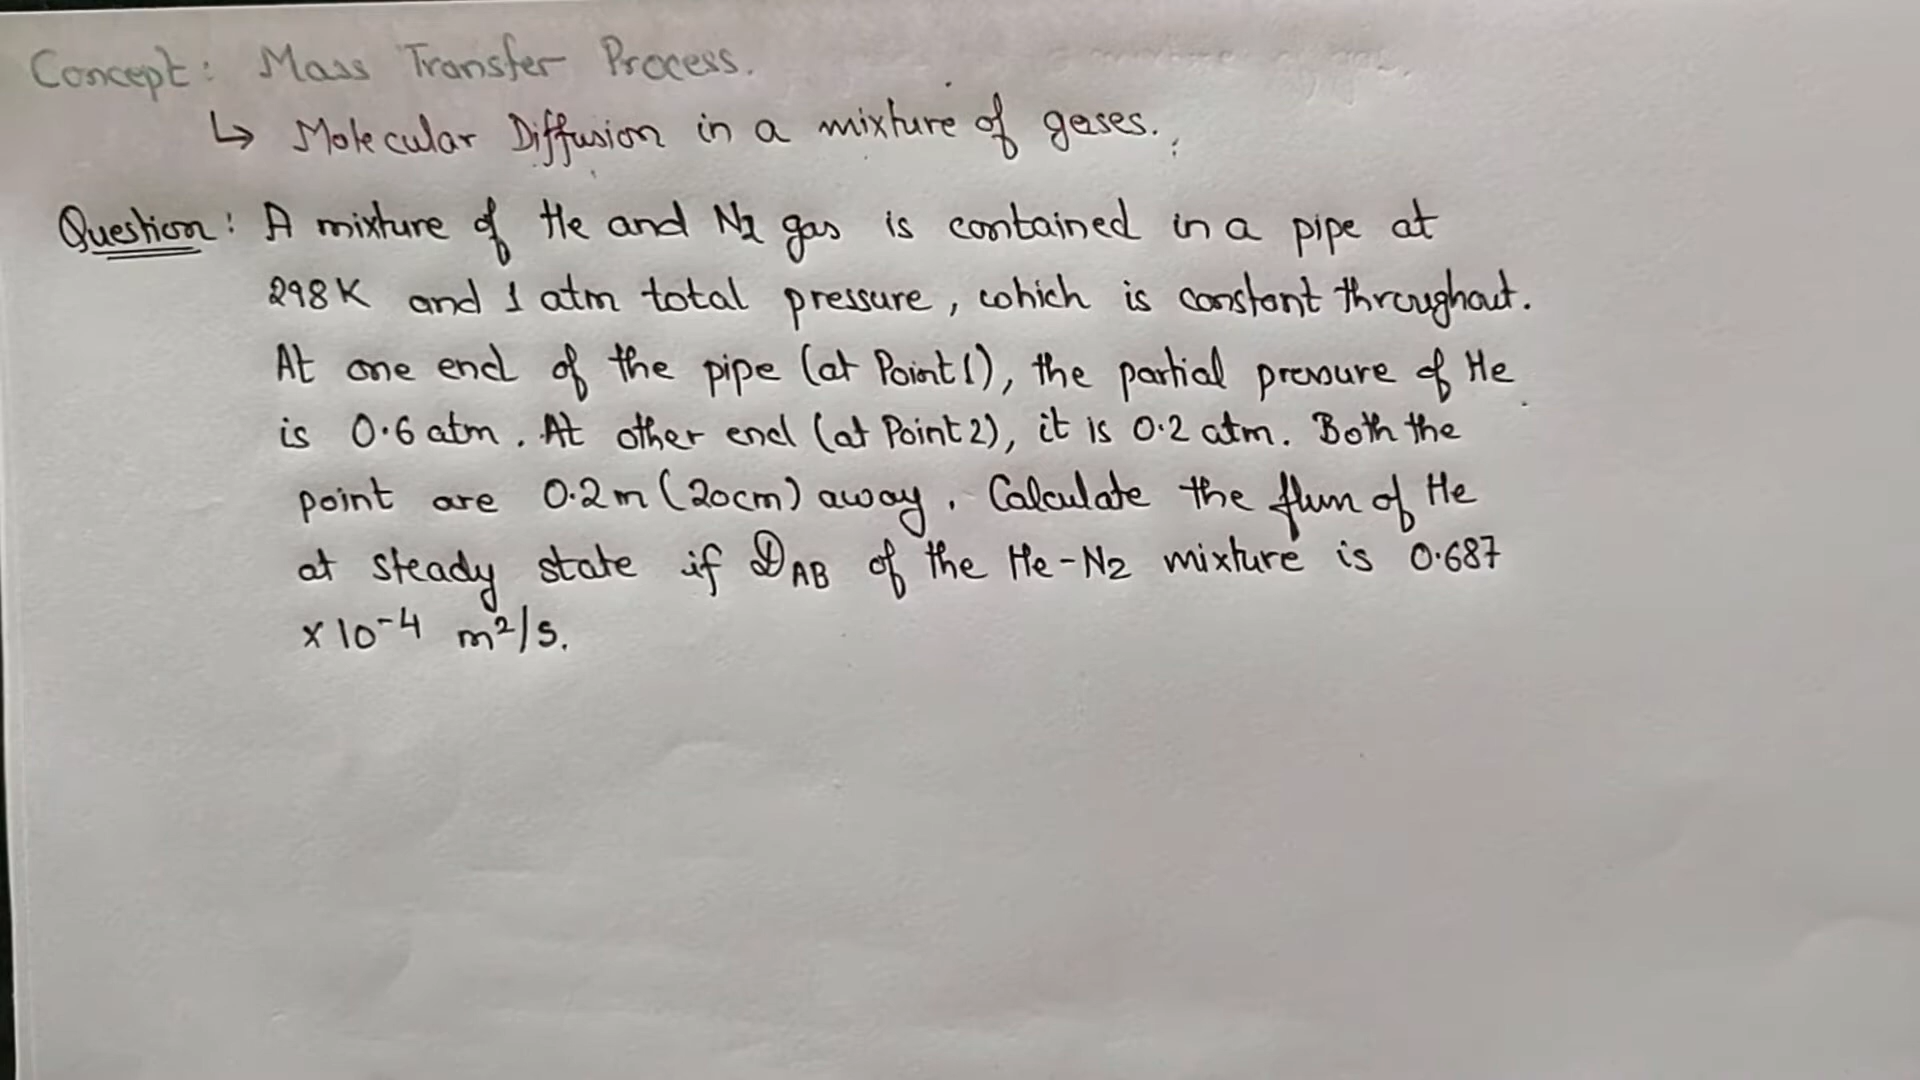 Concept: Mass Transfer Process.
↳ Molecular Diffusion in a mixture of gases.
Question: A mixture of He and N2 gas is contained in a pipe at
298K and 1 atm total pressure, which is constant throughout.
At one end of the pipe (at Point 1), the partial pressure of He
is 0.6 atm. At other end (at Point 2), it is 0.2 atm. Both the
point are 0.2m (20cm) away. Calculate the flux of He
at steady state if DAB of the He-N2 mixture is 0.687
x 10-4 m2/s.